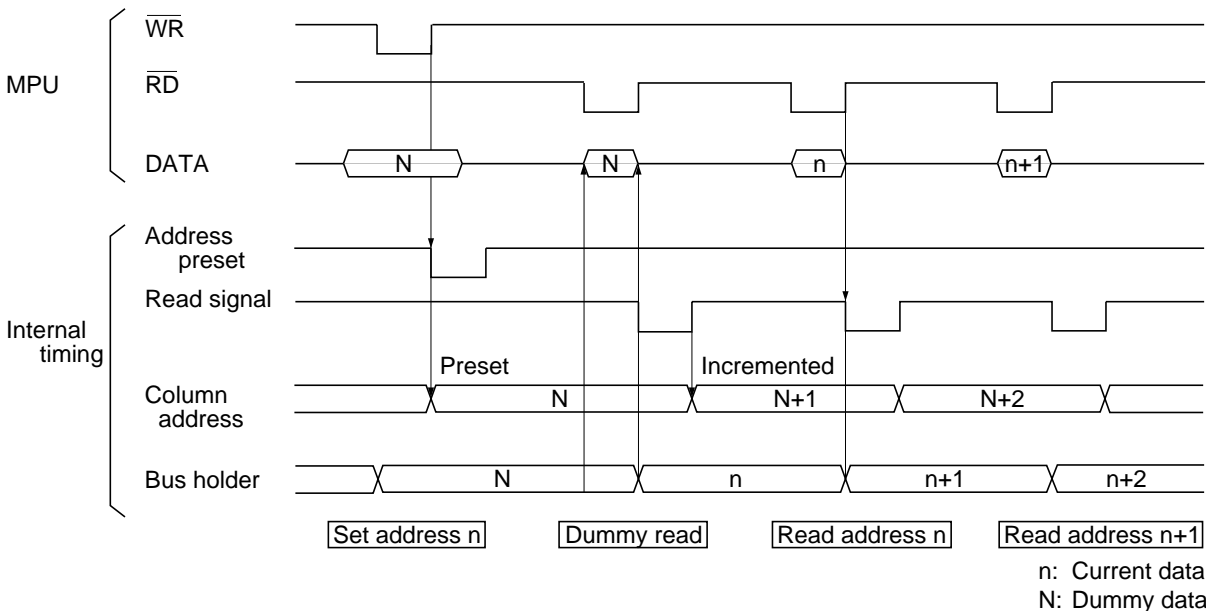 MPU
WR
RD
DATA
N
N
n
n+1
Internal
timing
Address
preset
Read signal
Preset
Incremented
Column
address
N
N+1
N+2
Bus holder
N
n
n+1
n+2
Set address n
Dummy read
Read address n
Read address n+1
n: Current data
N: Dummy data